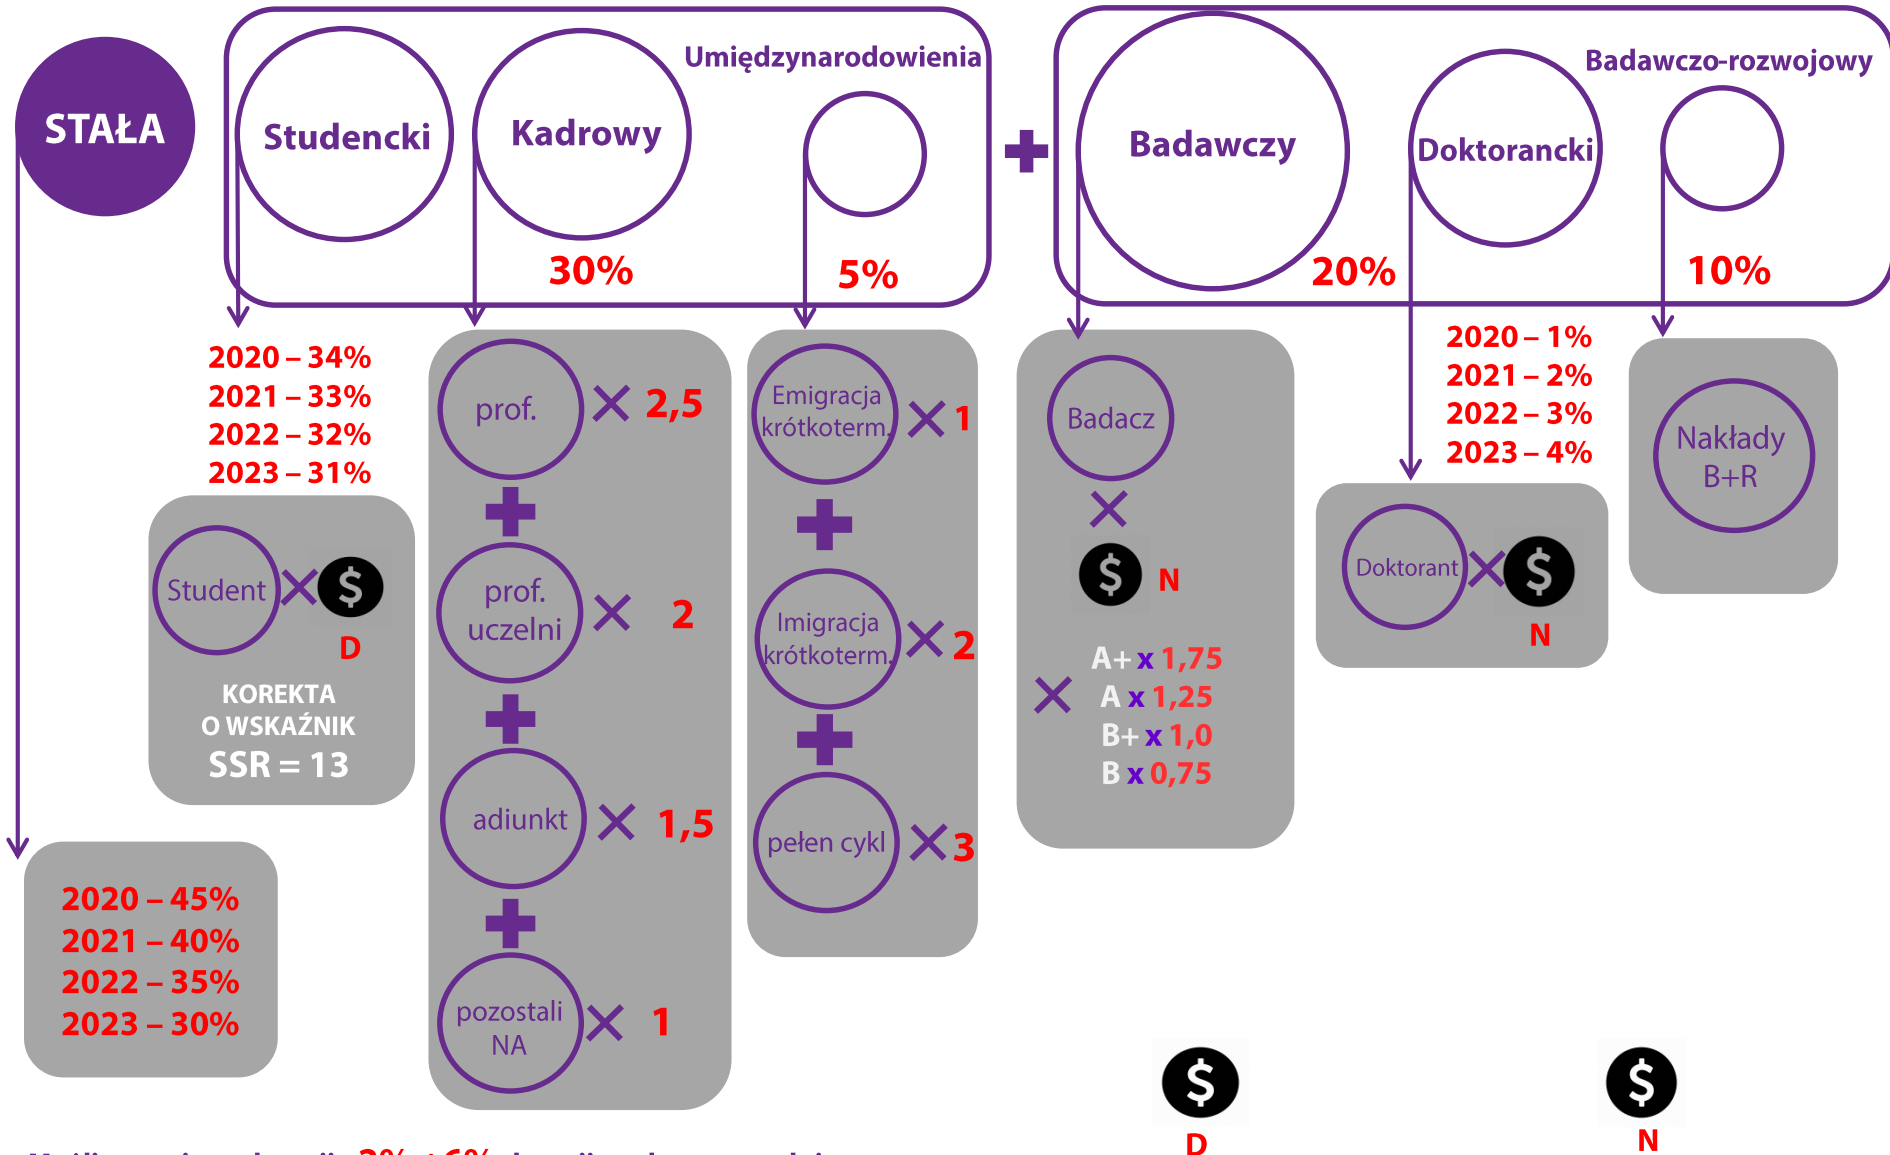 STAŁA
Studencki
Kadrowy
Umiędzynarodowienia
30%
5%
Badawczy
Doktorancki
Badawczo-rozwojowy
20%
10%
2020 – 34%
2021 – 33%
2022 – 32%
2023 – 31%
Student
$
D
KOREKTA
O WSKAŹNIK
SSR = 13
2020 – 45%
2021 – 40%
2022 – 35%
2023 – 30%
prof.
2,5
prof.
uczelni
2
adiunkt
1,5
pozostali
NA
1
Emigracja
krótkoterm.
1
Imigracja
krótkoterm.
2
pełen cykl
3
Badacz
$
N
A+ x 1,75
A x 1,25
B+ x 1,0
B x 0,75
2020 – 1%
2021 – 2%
2022 – 3%
2023 – 4%
Doktorant
$
N
Nakłady
B+R
$
D
$
N